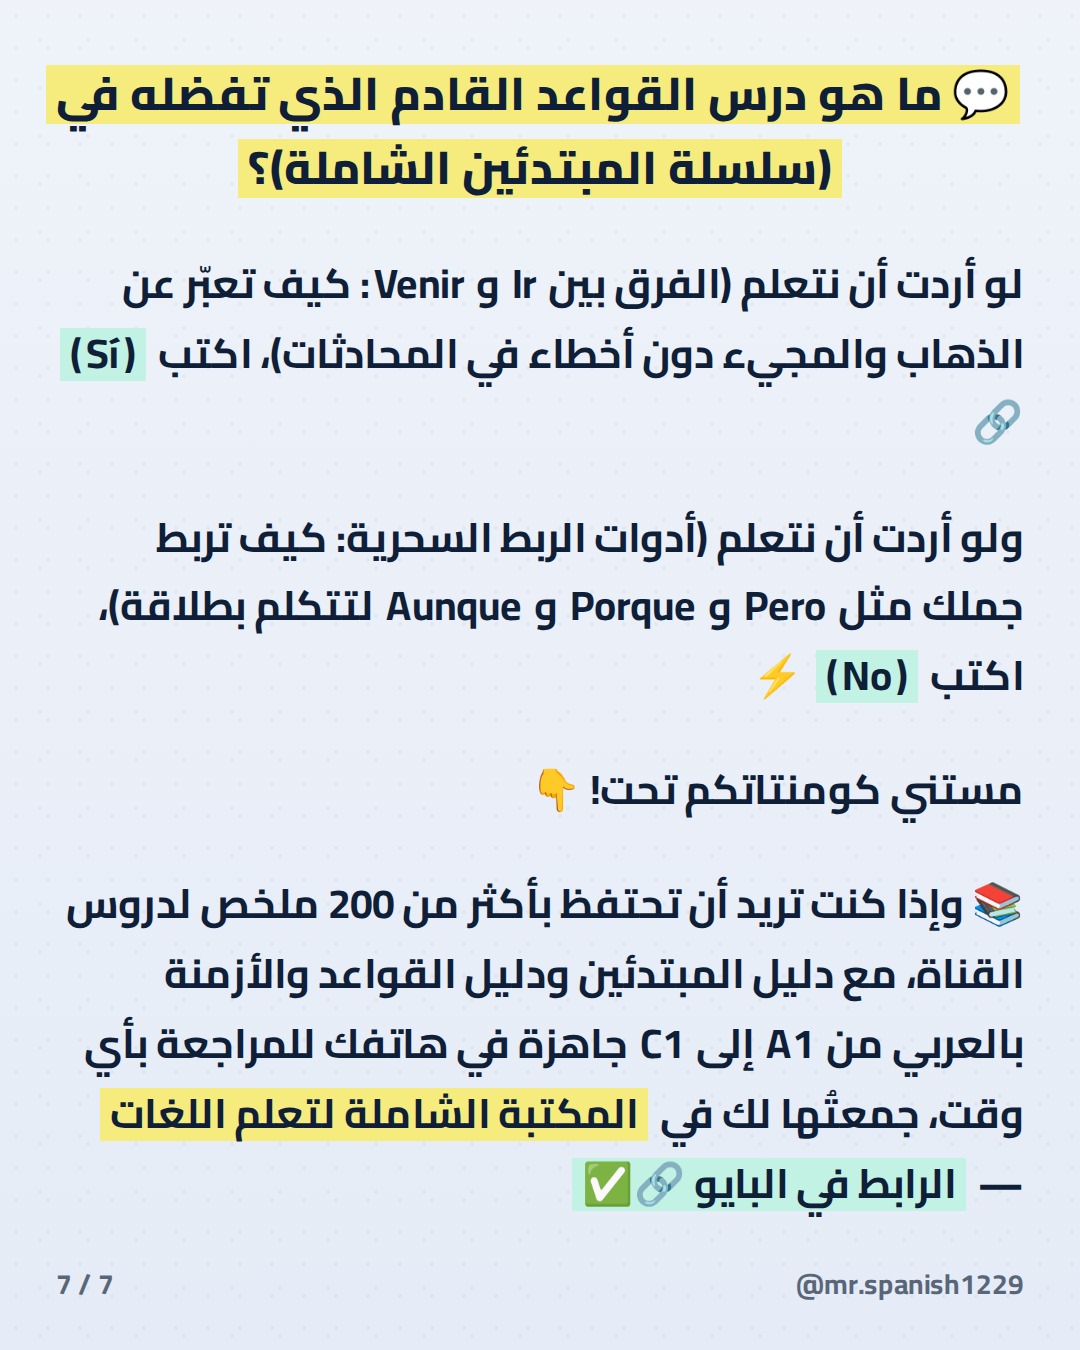 💬 ما هو درس القواعد القادم الذي تفضله في
(سلسلة المبتدئين الشاملة)؟
لو أردت أن نتعلم (الفرق بين Ir و Venir: كيف تعبّر عن
الذهاب والمجيء دون أخطاء في المحادثات)، اكتب (Sí)
🔗
ولو أردت أن نتعلم (أدوات الربط السحرية: كيف تربط
جملك مثل Pero و Porque و Aunque لتتكلم بطلاقة)،
اكتب (No) ⚡
مستني كومنتاتكم تحت! 👇
📚 وإذا كنت تريد أن تحتفظ بأكثر من 200 ملخص لدروس
القناة، مع دليل المبتدئين ودليل القواعد والأزمنة
بالعربي من A1 إلى C1 جاهزة في هاتفك للمراجعة بأي
وقت، جمعتُها لك في المكتبة الشاملة لتعلم اللغات
— الرابط في البايو 🔗✅
7 / 7
@mr.spanish1229